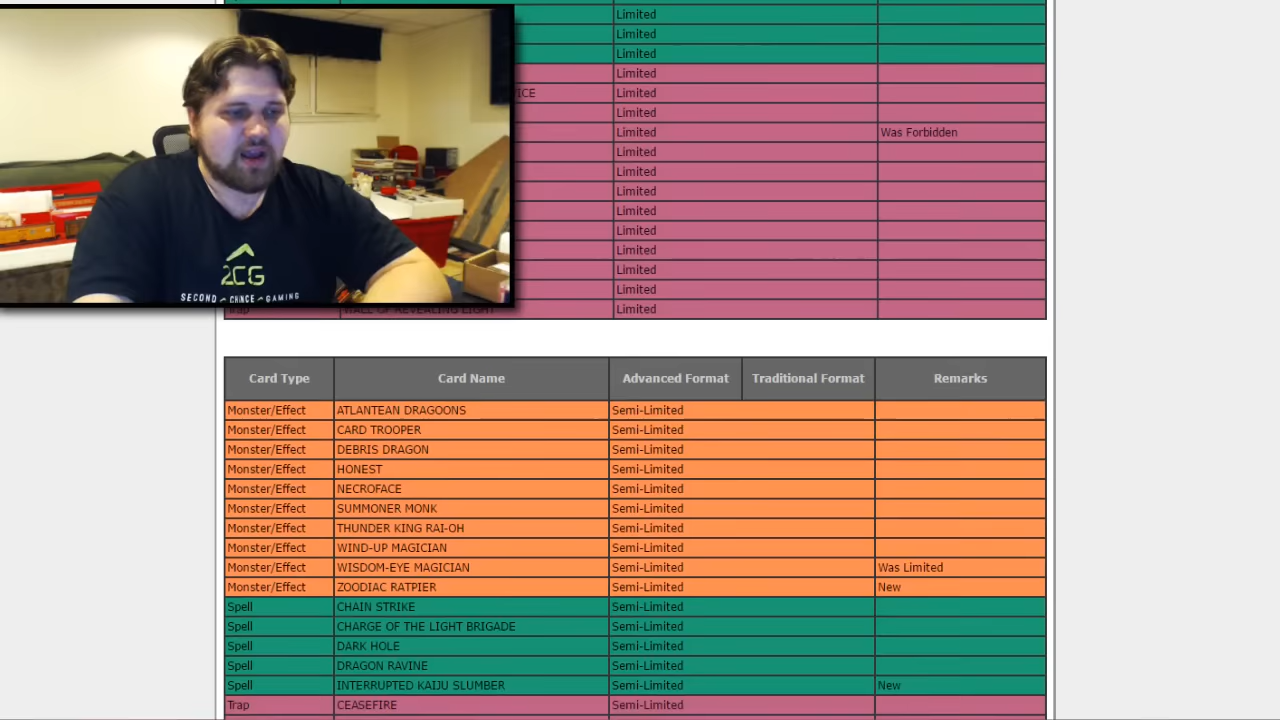 Limited
Limited
Limited
Limited
ICE Limited
Limited
Limited Was Forbidden
Limited
Limited
Limited
Limited
Limited
Limited
Limited
Limited
Trap HALL OF REVEALING LIGHT Limited
2CG
SECOND CHANCE GAMING
Card Type Card Name Advanced Format Traditional Format Remarks
Monster/Effect ATLANTEAN DRAGOONS Semi-Limited
Monster/Effect CARD TROOPER Semi-Limited
Monster/Effect DEBRIS DRAGON Semi-Limited
Monster/Effect HONEST Semi-Limited
Monster/Effect NECROFACE Semi-Limited
Monster/Effect SUMMONER MONK Semi-Limited
Monster/Effect THUNDER KING RAI-OH Semi-Limited
Monster/Effect WIND-UP MAGICIAN Semi-Limited
Monster/Effect WISDOM-EYE MAGICIAN Semi-Limited Was Limited
Monster/Effect ZOODIAC RATPIER Semi-Limited New
Spell CHAIN STRIKE Semi-Limited
Spell CHARGE OF THE LIGHT BRIGADE Semi-Limited
Spell DARK HOLE Semi-Limited
Spell DRAGON RAVINE Semi-Limited
Spell INTERRUPTED KAIJU SLUMBER Semi-Limited New
Trap CEASEFIRE Semi-Limited